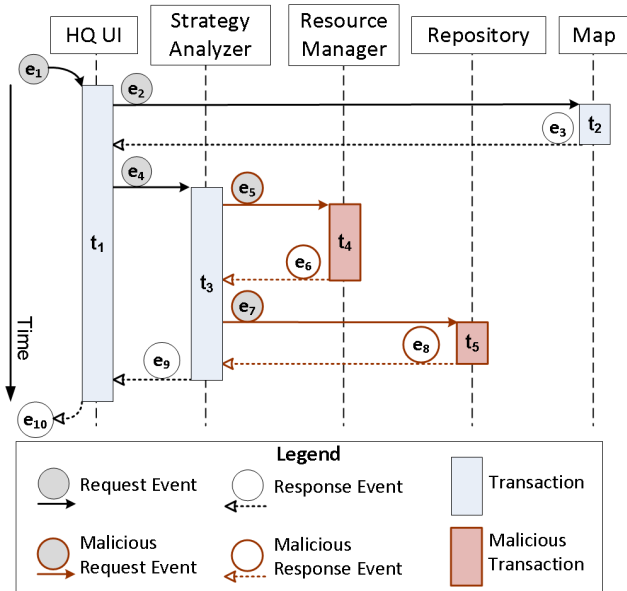 HQ UI
Strategy
Analyzer
Resource
Manager
Repository
Map
e1
e2
t2
e3
e4
e5
t1
t4
e6
t3
e7
Time
t5
e8
e9
e10
Legend
Request Event
Response Event
Transaction
Malicious
Request Event
Malicious
Response Event
Malicious
Transaction